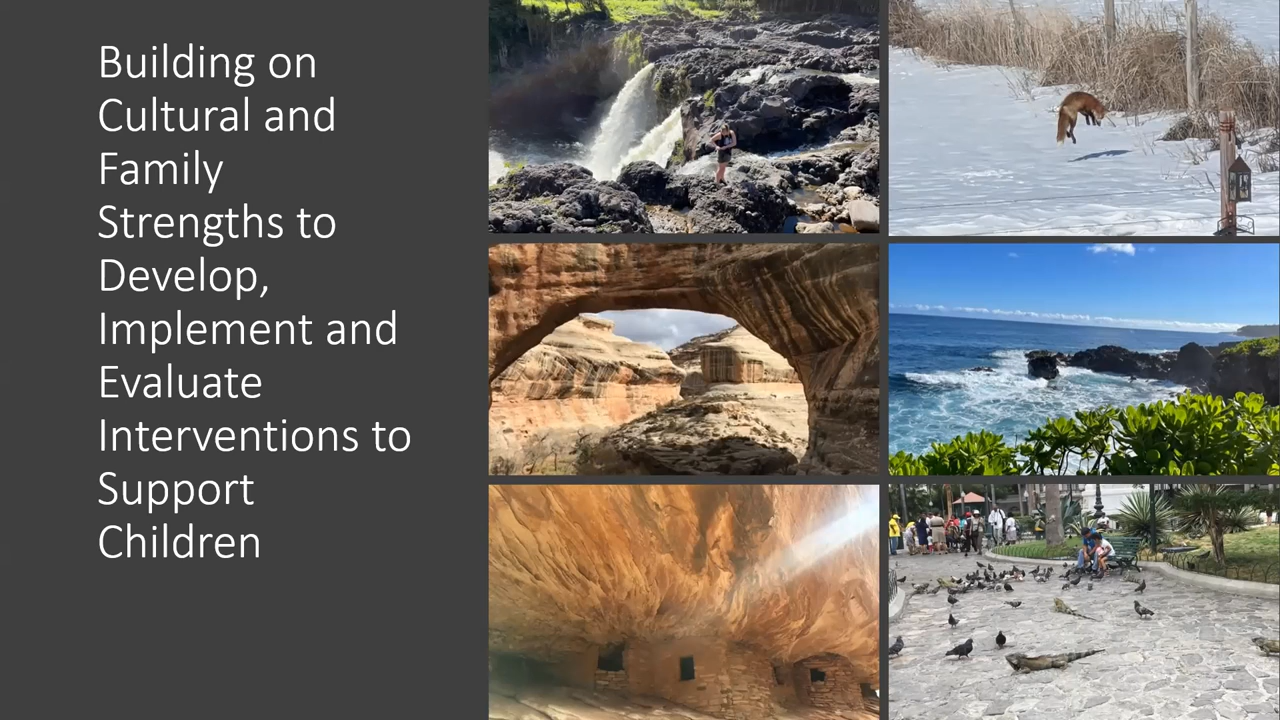 Building on
Cultural and
Family
Strengths to
Develop,
Implement and
Evaluate
Interventions to
Support
Children